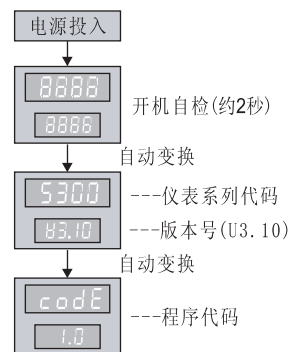 电源投入
8888
8888
开机自检(约2秒)
自动变换
5300
---仪表系列代码
U3.10
---版本号(U3.10)
自动变换
codE
1.0
---程序代码